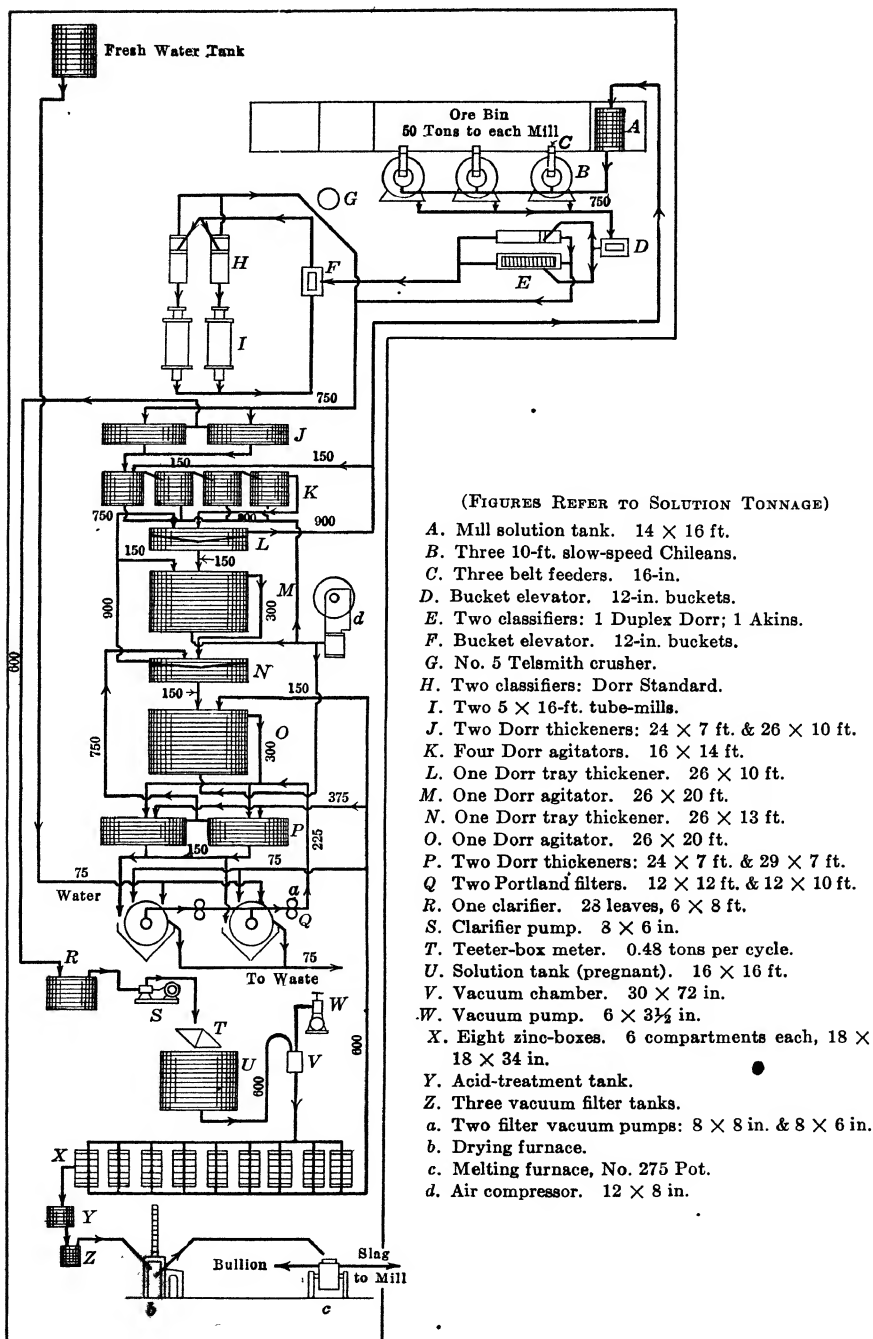 Fresh Water Tank
Ore Bin
50 Tons to each Mill
A
C
B
750
G
D
H
F
E
I
750
J
150
150
K
750
900
L
150
150
M
300
d
900
N
150
150
600
O
300
750
375
P
225
150
75
75
a
Water
Q
75
To Waste
R
S
W
T
U
600
V
600
X
Y
Z
Bullion
Slag
to Mill
b
c
(FIGURES REFER TO SOLUTION TONNAGE)
A. Mill solution tank. 14 × 16 ft.
B. Three 10-ft. slow-speed Chileans.
C. Three belt feeders. 16-in.
D. Bucket elevator. 12-in. buckets.
E. Two classifiers: 1 Duplex Dorr; 1 Akins.
F. Bucket elevator. 12-in. buckets.
G. No. 5 Telsmith crusher.
H. Two classifiers: Dorr Standard.
I. Two 5 × 16-ft. tube-mills.
J. Two Dorr thickeners: 24 × 7 ft. & 26 × 10 ft.
K. Four Dorr agitators. 16 × 14 ft.
L. One Dorr tray thickener. 26 × 10 ft.
M. One Dorr agitator. 26 × 20 ft.
N. One Dorr tray thickener. 26 × 13 ft.
O. One Dorr agitator. 26 × 20 ft.
P. Two Dorr thickeners: 24 × 7 ft. & 29 × 7 ft.
Q Two Portland filters. 12 × 12 ft. & 12 × 10 ft.
R. One clarifier. 28 leaves, 6 × 8 ft.
S. Clarifier pump. 8 × 6 in.
T. Teeter-box meter. 0.48 tons per cycle.
U. Solution tank (pregnant). 16 × 16 ft.
V. Vacuum chamber. 30 × 72 in.
W. Vacuum pump. 6 × 3½ in.
X. Eight zinc-boxes. 6 compartments each, 18 ×
18 × 34 in.
Y. Acid-treatment tank.
Z. Three vacuum filter tanks.
a. Two filter vacuum pumps: 8 × 8 in. & 8 × 6 in.
b. Drying furnace.
c. Melting furnace, No. 275 Pot.
d. Air compressor. 12 × 8 in.